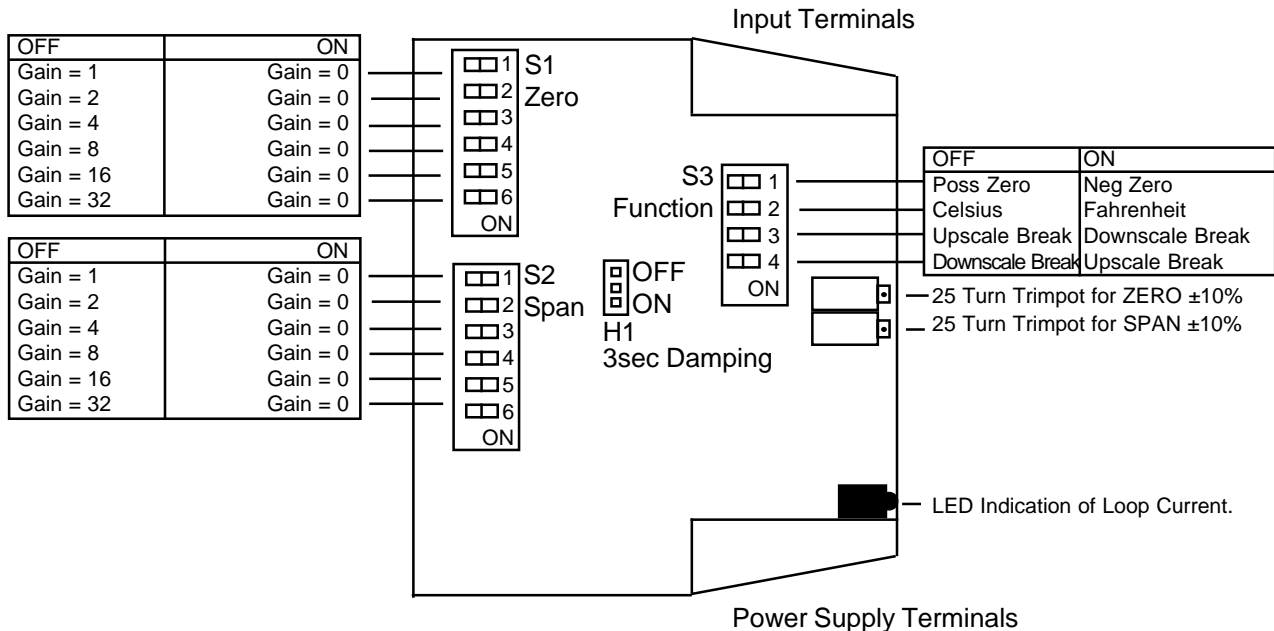 Input Terminals
OFF ON
Gain = 1 Gain = 0
Gain = 2 Gain = 0
Gain = 4 Gain = 0
Gain = 8 Gain = 0
Gain = 16 Gain = 0
Gain = 32 Gain = 0
1 S1
2 Zero
3
4
5
6
ON
OFF ON
Gain = 1 Gain = 0
Gain = 2 Gain = 0
Gain = 4 Gain = 0
Gain = 8 Gain = 0
Gain = 16 Gain = 0
Gain = 32 Gain = 0
1 S2
2 Span
3
4
5
6
ON
OFF
ON
H1
3sec Damping
S3 1
Function 2
3
4
ON
OFF ON
Poss Zero Neg Zero
Celsius Fahrenheit
Upscale Break Downscale Break
Downscale Break Upscale Break
25 Turn Trimpot for ZERO ±10%
25 Turn Trimpot for SPAN ±10%
LED Indication of Loop Current.
Power Supply Terminals